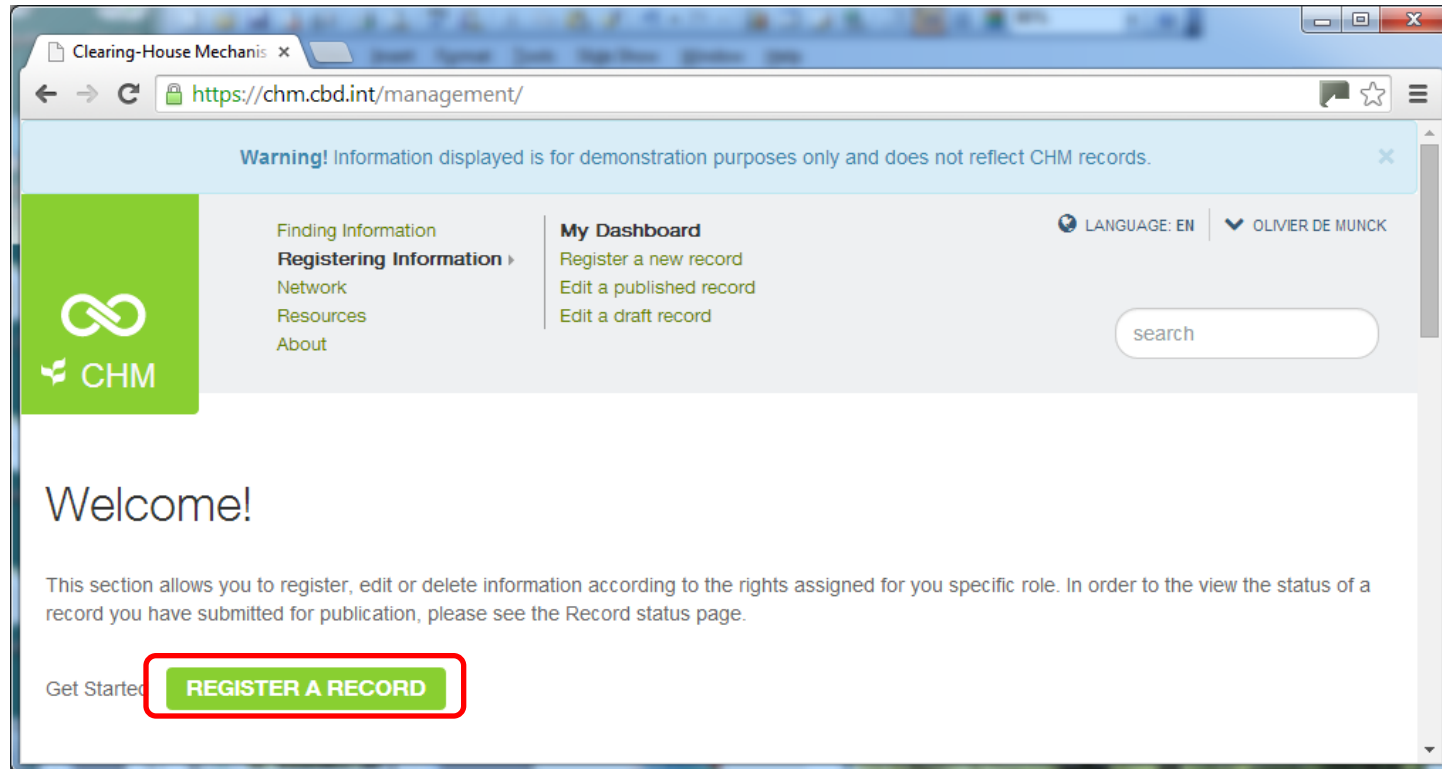 Clearing-House Mechanis
https://chm.cbd.int/management/
Warning! Information displayed is for demonstration purposes only and does not reflect CHM records.
Finding Information
Registering Information
Network
Resources
About
My Dashboard
Register a new record
Edit a published record
Edit a draft record
LANGUAGE: EN
OLIVIER DE MUNCK
search
CHM
Welcome!
This section allows you to register, edit or delete information according to the rights assigned for you specific role. In order to the view the status of a
record you have submitted for publication, please see the Record status page.
Get Started
REGISTER A RECORD